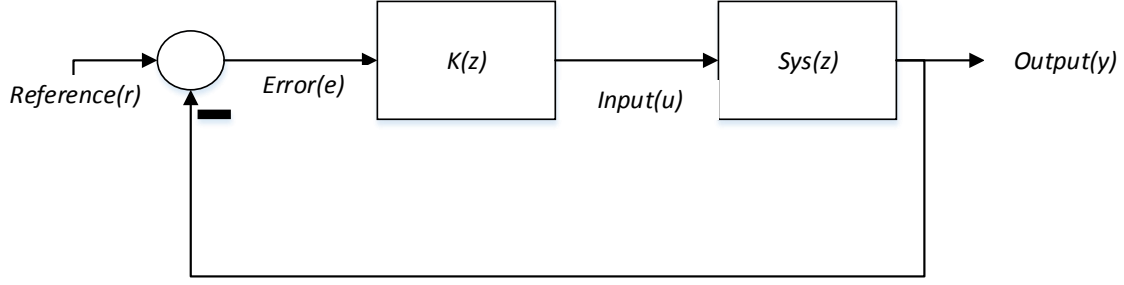 Reference(r)
Error(e)
K(z)
Input(u)
Sys(z)
Output(y)